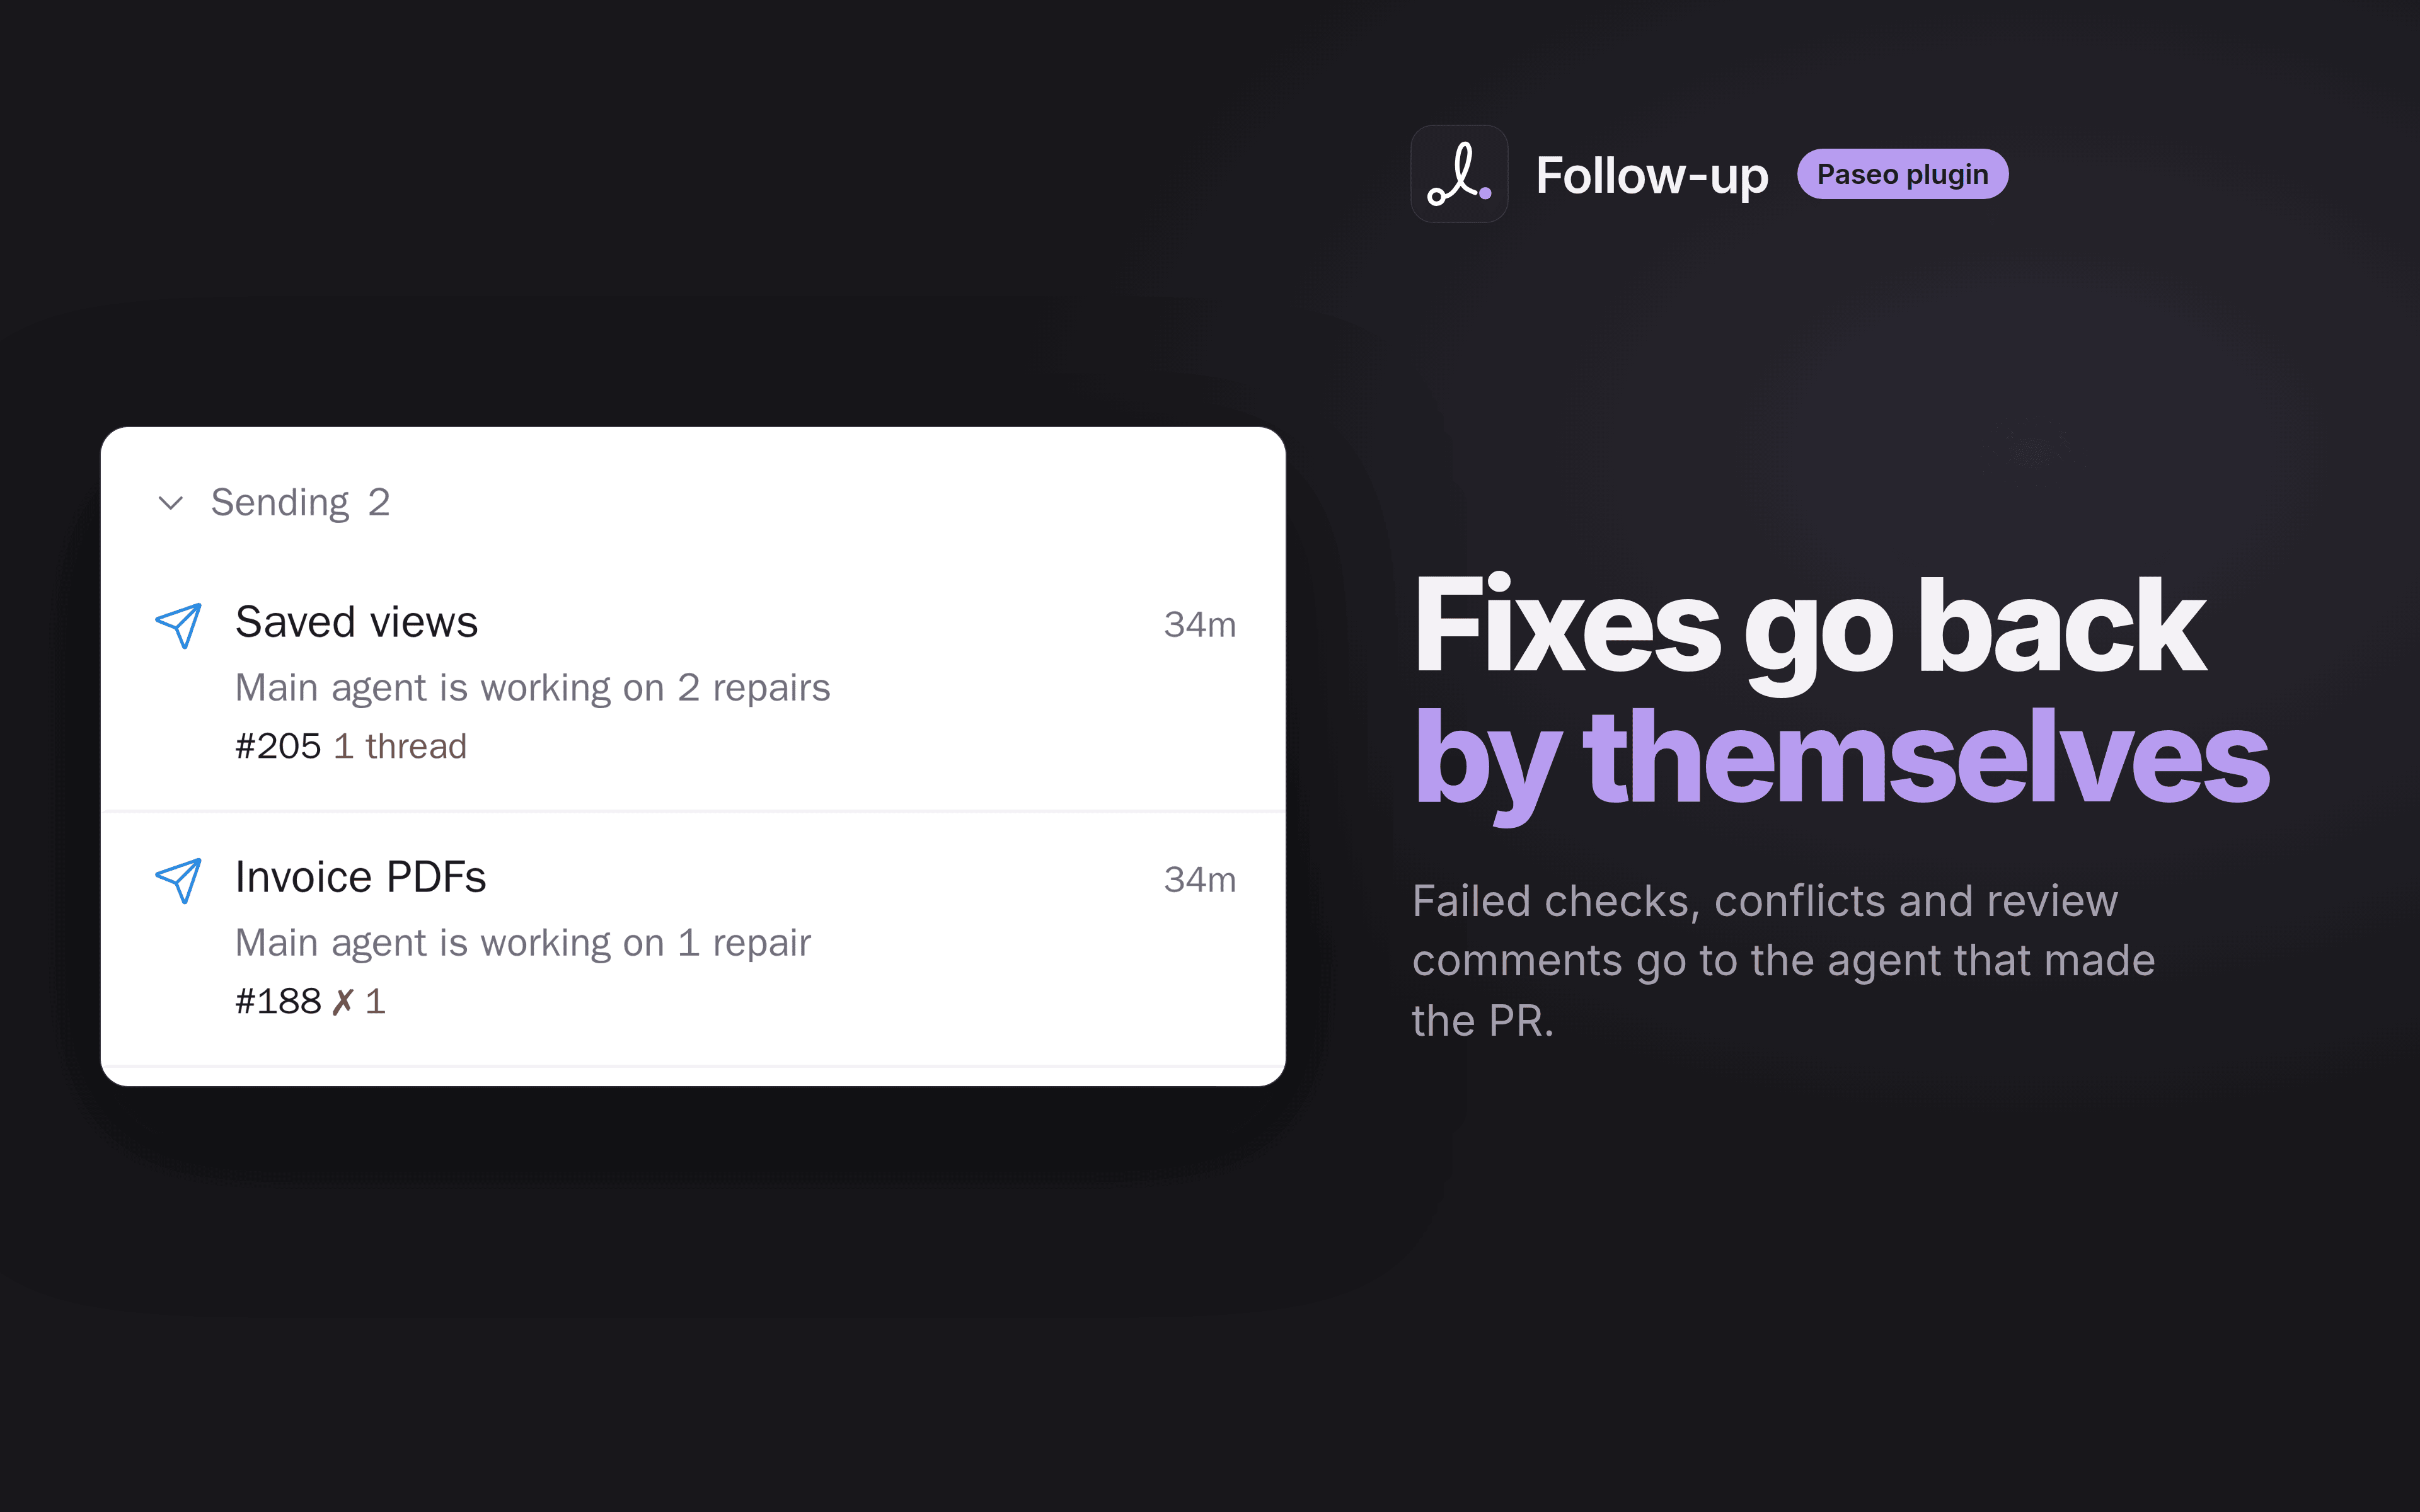 Follow-up
Paseo plugin
Sending 2
Saved views
34m
Main agent is working on 2 repairs
#205 1 thread
Invoice PDFs
34m
Main agent is working on 1 repair
#188 ✗ 1
Fixes go back
by themselves
Failed checks, conflicts and review
comments go to the agent that made
the PR.